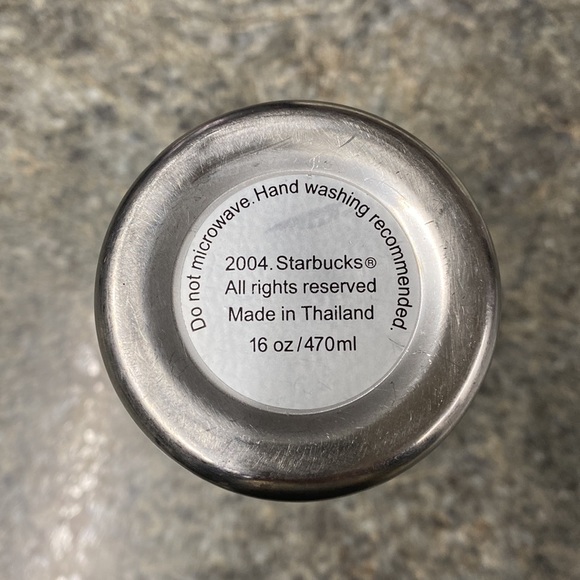 Do not microwave. Hand washing recommended.
2004. Starbucks®
All rights reserved
Made in Thailand
16 oz/470ml